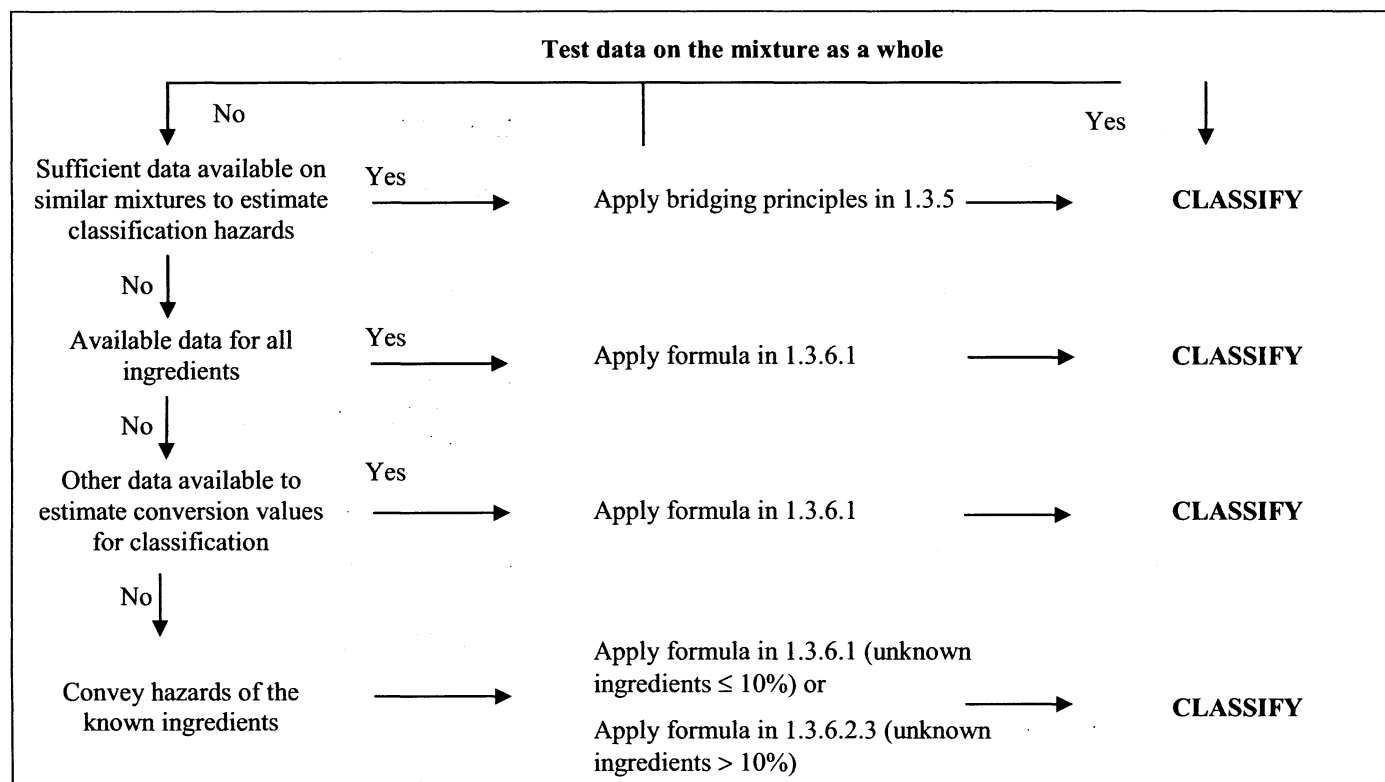 Test data on the mixture as a whole
No
Yes
Sufficient data available on
similar mixtures to estimate
classification hazards
Yes
Apply bridging principles in 1.3.5
CLASSIFY
No
Available data for all
ingredients
Yes
Apply formula in 1.3.6.1
CLASSIFY
No
Other data available to
estimate conversion values
for classification
Yes
Apply formula in 1.3.6.1
CLASSIFY
No
Convey hazards of the
known ingredients
Apply formula in 1.3.6.1 (unknown
ingredients ≤ 10%) or
Apply formula in 1.3.6.2.3 (unknown
ingredients > 10%)
CLASSIFY